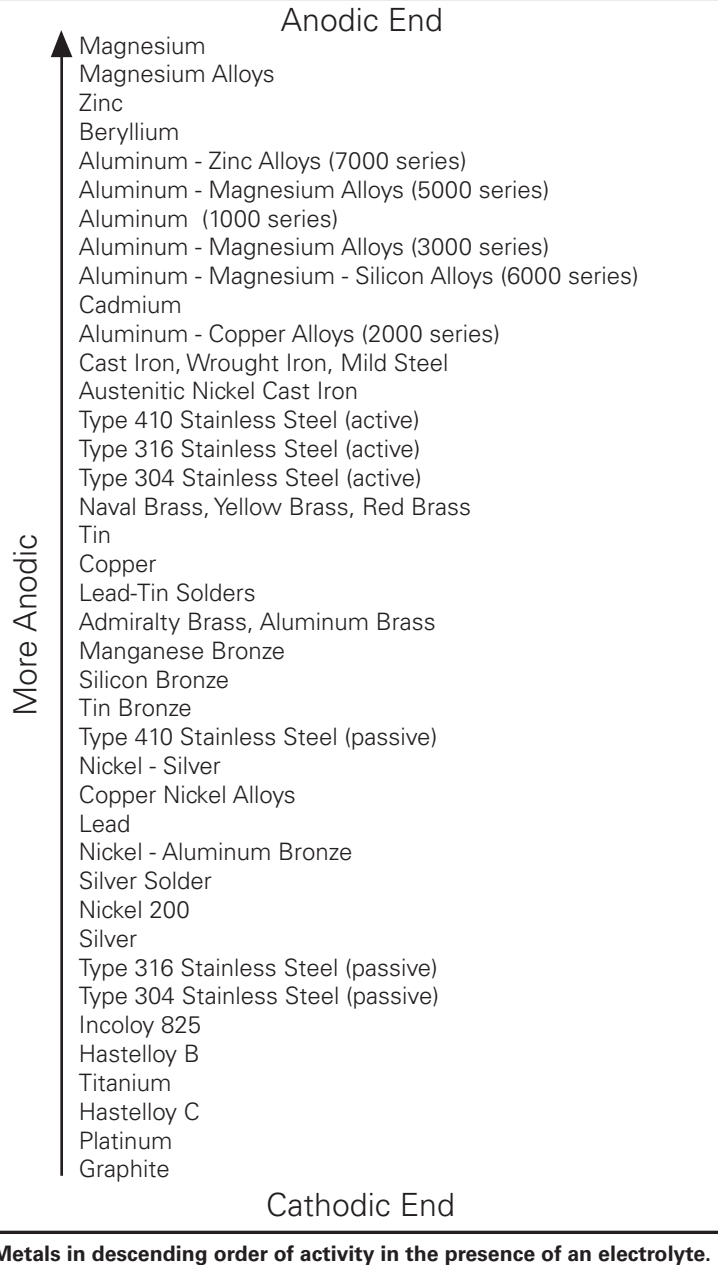 Anodic End
Magnesium
Magnesium Alloys
Zinc
Beryllium
Aluminum - Zinc Alloys (7000 series)
Aluminum - Magnesium Alloys (5000 series)
Aluminum (1000 series)
Aluminum - Magnesium Alloys (3000 series)
Aluminum - Magnesium - Silicon Alloys (6000 series)
Cadmium
Aluminum - Copper Alloys (2000 series)
Cast Iron, Wrought Iron, Mild Steel
Austenitic Nickel Cast Iron
Type 410 Stainless Steel (active)
Type 316 Stainless Steel (active)
Type 304 Stainless Steel (active)
Naval Brass, Yellow Brass, Red Brass
Tin
Copper
Lead-Tin Solders
Admiralty Brass, Aluminum Brass
Manganese Bronze
Silicon Bronze
Tin Bronze
Type 410 Stainless Steel (passive)
Nickel - Silver
Copper Nickel Alloys
Lead
Nickel - Aluminum Bronze
Silver Solder
Nickel 200
Silver
Type 316 Stainless Steel (passive)
Type 304 Stainless Steel (passive)
Incoloy 825
Hastelloy B
Titanium
Hastelloy C
Platinum
Graphite
More Anodic
Cathodic End
Metals in descending order of activity in the presence of an electrolyte.